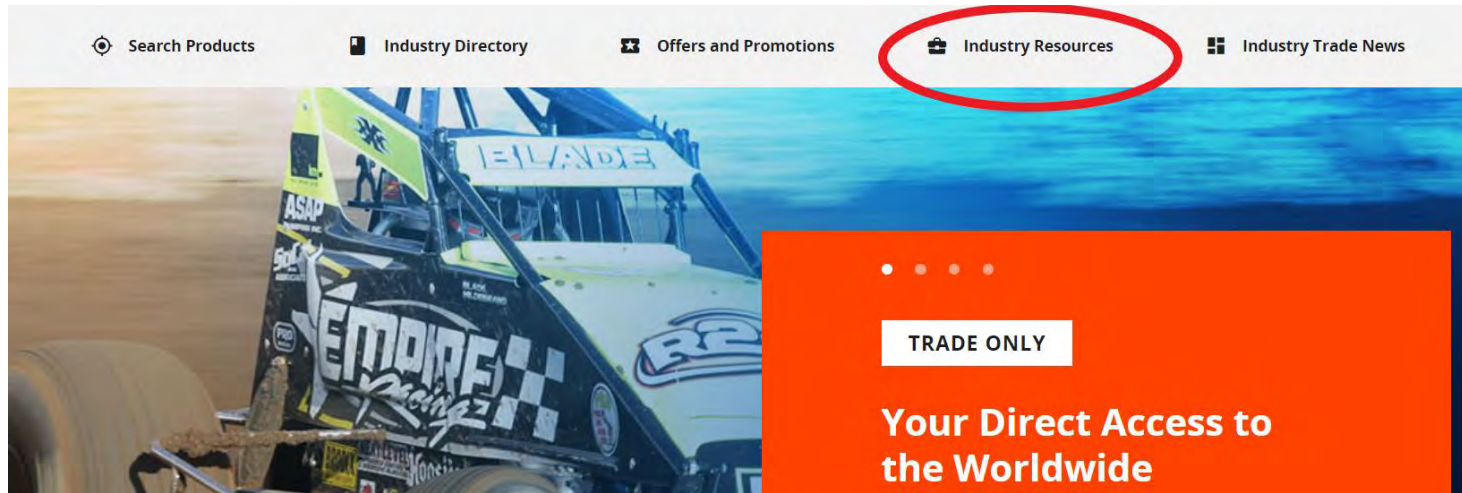 Search Products
Industry Directory
Offers and Promotions
Industry Resources
Industry Trade News
BLADE
ASAP
EMPIRE
Racing
PRO
R2
TRADE ONLY
Your Direct Access to
the Worldwide